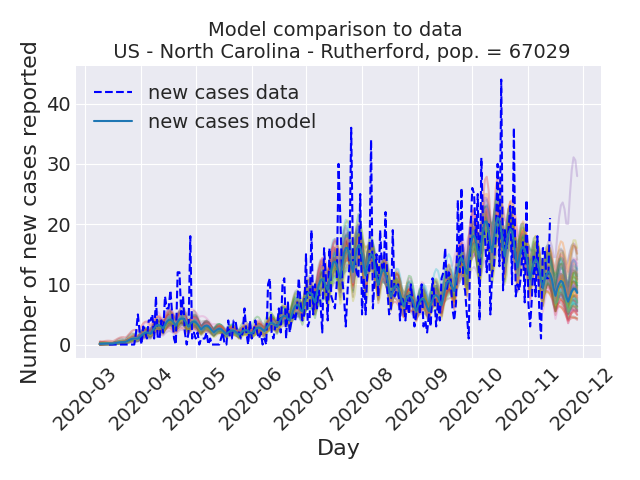 Model comparison to data
US - North Carolina - Rutherford, pop. = 67029
Number of new cases reported
40
30
20
10
0
new cases data
new cases model
2020-03
2020-04
2020-05
2020-06
2020-07
2020-08
2020-09
2020-10
2020-11
2020-12
Day